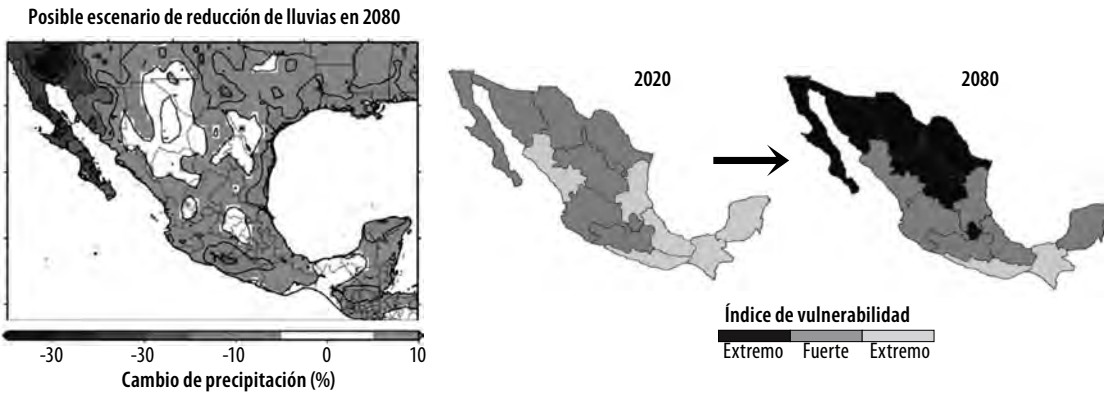 Posible escenario de reducción de lluvias en 2080
-30 -30 -10 0 10
Cambio de precipitación (%)
2020
2080
Índice de vulnerabilidad
Extremo Fuerte Extremo